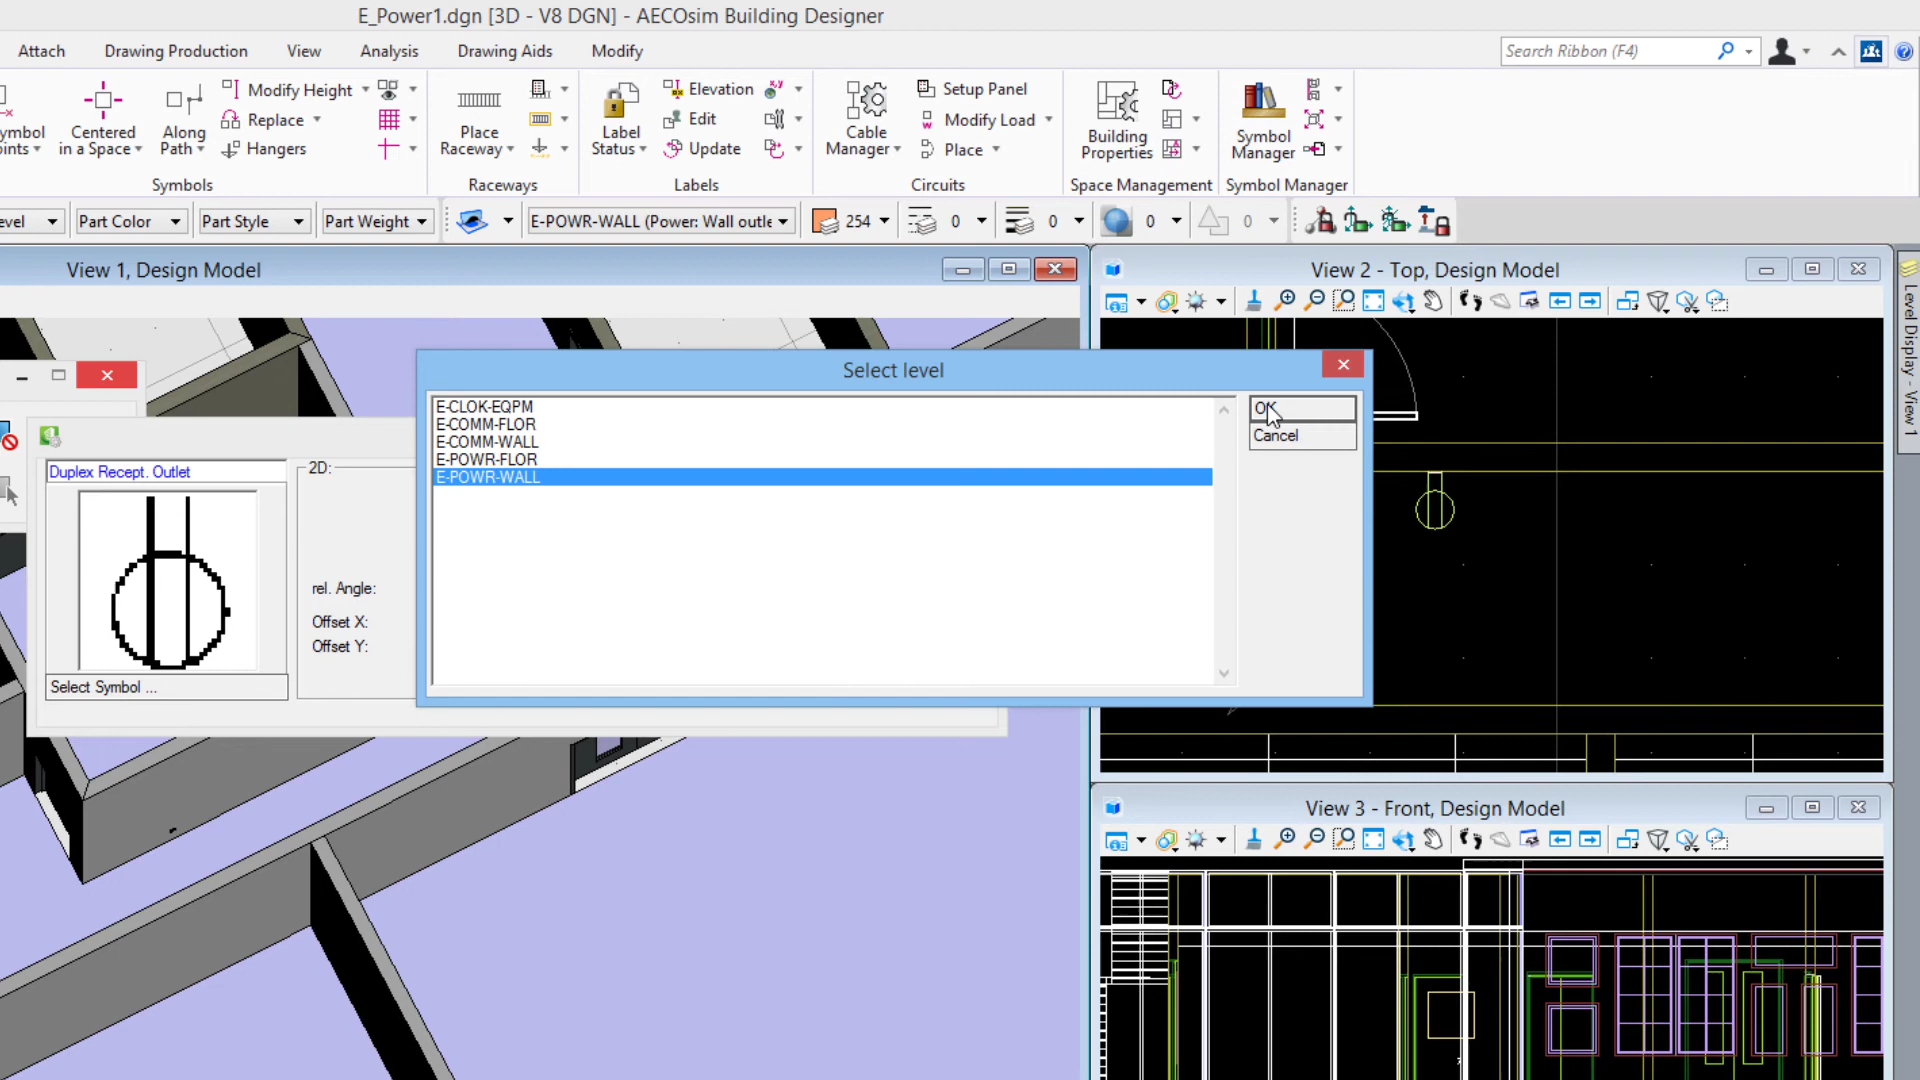 E_Power1.dgn [3D - V8 DGN] - AECOsim Building Designer
Attach Drawing Production View Analysis Drawing Aids Modify
Search Ribbon (F4)
Modify Height
Replace
Hangers
ymbol
oints
Centered
in a Space
Along
Path
Symbols
Place
Raceway
Raceways
Label
Status
Elevation
Edit
Update
Labels
Cable
Manager
Setup Panel
Modify Load
Place
Circuits
Building
Properties
Space Management
Symbol
Manager
Symbol Manager
evel Part Color Part Style Part Weight E-POWR-WALL (Power: Wall outle 254 0 0 0 0
View 1, Design Model
View 2 - Top, Design Model
Level Display - View 1
Select level
E-CLOK-EQPM
E-COMM-FLOR
E-COMM-WALL
E-POWR-FLOR
E-POWR-WALL
OK
Cancel
Duplex Recept. Outlet
2D:
rel. Angle:
Offset X:
Offset Y:
Select Symbol ...
View 3 - Front, Design Model